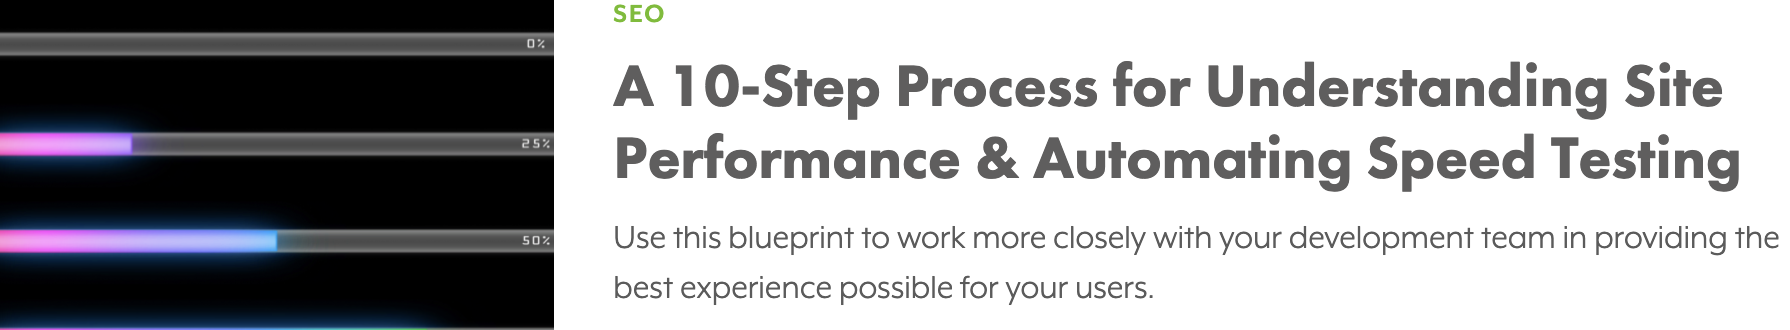 0%
25%
50%
SEO
A 10-Step Process for Understanding Site
Performance & Automating Speed Testing
Use this blueprint to work more closely with your development team in providing the
best experience possible for your users.